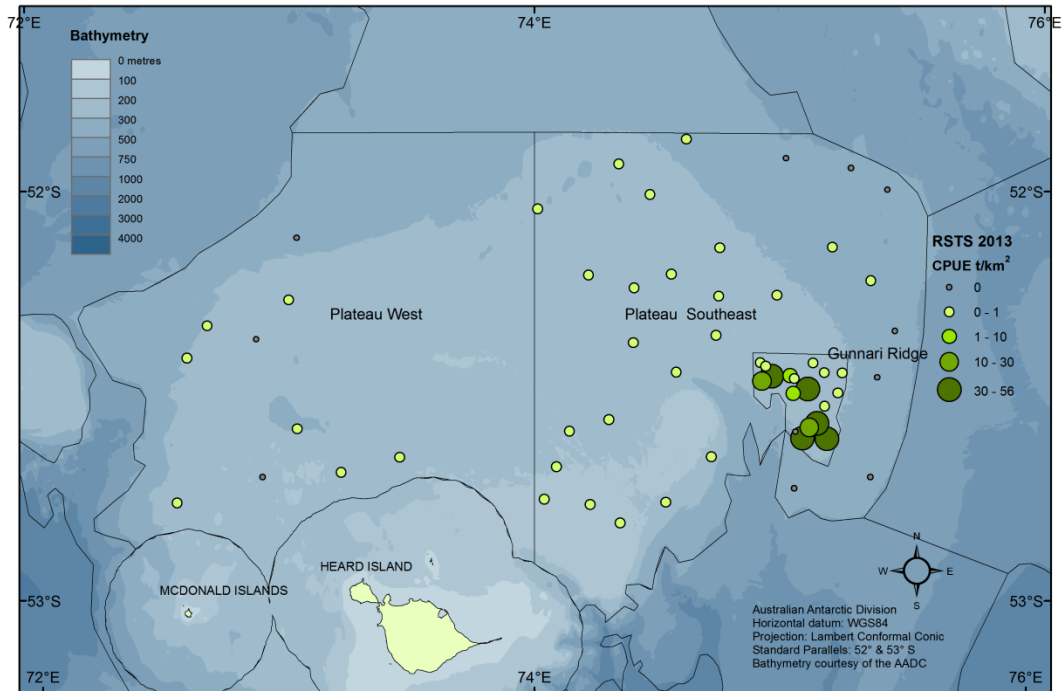 72°E
74°E
76°E
Bathymetry
0 metres
100
200
300
500
750
1000
2000
3000
4000
52°S
52°S
RSTS 2013
CPUE t/km²
0
0 - 1
1 - 10
10 - 30
30 - 56
Plateau West
Plateau Southeast
Gunnari Ridge
HEARD ISLAND
MCDONALD ISLANDS
N
W
E
S
53°S
53°S
Australian Antarctic Division
Horizontal datum: WGS84
Projection: Lambert Conformal Conic
Standard Parallels: 52° & 53° S
Bathymetry courtesy of the AADC
72°E
74°E
76°E